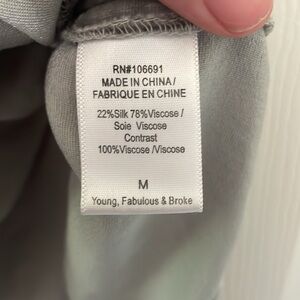 RN#106691
MADE IN CHINA/
FABRIQUE EN CHINE
22%Silk 78%Viscose /
Soie Viscose
Contrast
100%Viscose /Viscose
M
Young, Fabulous & Broke